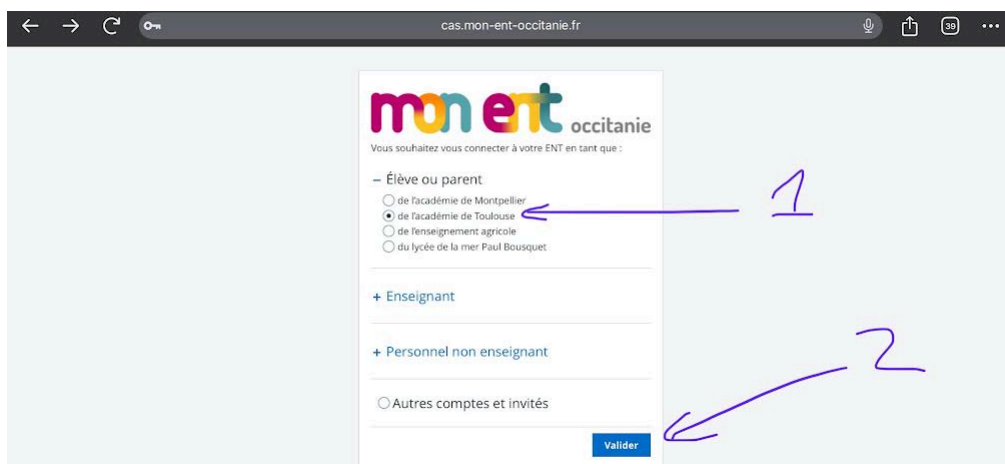 cas.mon-ent-occitanie.fr
39
mon ent occitanie
Vous souhaitez vous connecter à votre ENT en tant que :
– Élève ou parent
de l'académie de Montpellier
de l'académie de Toulouse
de l'enseignement agricole
du lycée de la mer Paul Bousquet
1
+ Enseignant
+ Personnel non enseignant
2
Autres comptes et invités
Valider